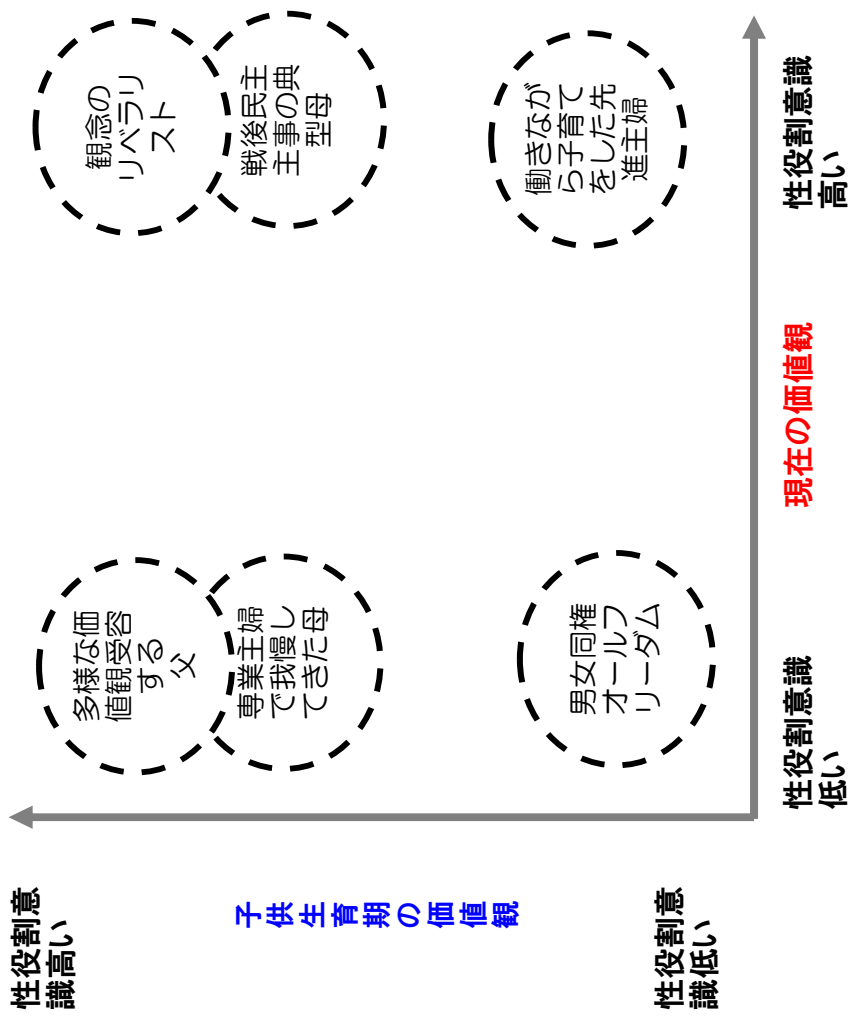 性役割意
識高い
子供生育期の価値観
性役割意
識低い
多様な価
値観受容
する
父
専業主婦
で我慢し
てきた母
男女同権
オールフ
リーダム
観念の
リベラリ
スト
戦後民主
主事の典
型母
働きなが
ら子育て
をした先
進主婦
性役割意識
低い
現在の価値観
性役割意識
高い